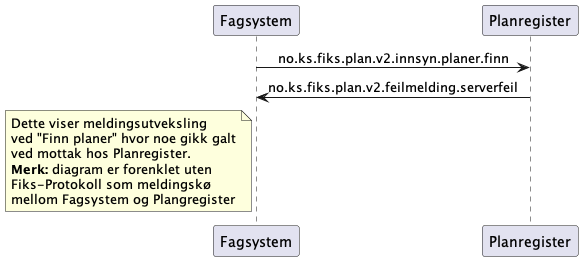 Fagsystem
Planregister
no.ks.fiks.plan.v2.innsyn.planer.finn
no.ks.fiks.plan.v2.feilmelding.serverfeil
Dette viser meldingsutveksling
ved "Finn planer" hvor noe gikk galt
ved mottak hos Planregister.
Merk: diagram er forenklet uten
Fiks-Protokoll som meldingskø
mellom Fagsystem og Plangregister
Fagsystem
Planregister